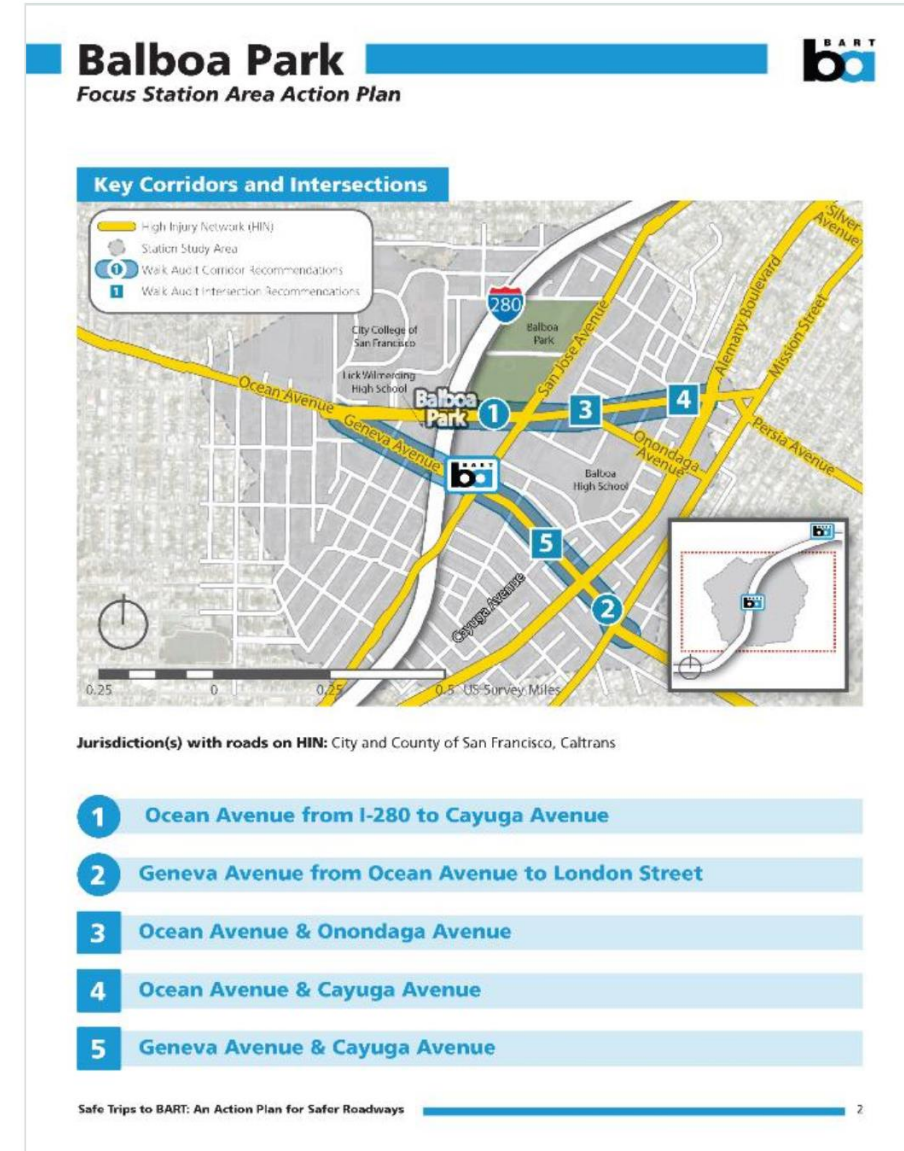 Balboa Park
Focus Station Area Action Plan
BART
ba
Key Corridors and Intersections
High Injury Network (HIN)
Station Study Area
1 Walk Audit Corridor Recommendations
1 Walk Audit Intersection Recommendations
Silver
Avenue
280
City College of
San Francisco
Balboa
Park
San Jose Avenue
Alemany Boulevard
Mission Street
Lick Wilmerding
High School
Ocean Avenue
Balboa
Park
1
3
4
Geneva Avenue
Onondaga
Avenue
Persia Avenue
BART
ba
Balboa
High School
5
Cayuga Avenue
2
ba
ba
0.25 0 0.25 0.5 US Survey Miles
Jurisdiction(s) with roads on HIN: City and County of San Francisco, Caltrans
1 Ocean Avenue from I-280 to Cayuga Avenue
2 Geneva Avenue from Ocean Avenue to London Street
3 Ocean Avenue & Onondaga Avenue
4 Ocean Avenue & Cayuga Avenue
5 Geneva Avenue & Cayuga Avenue
Safe Trips to BART: An Action Plan for Safer Roadways 2